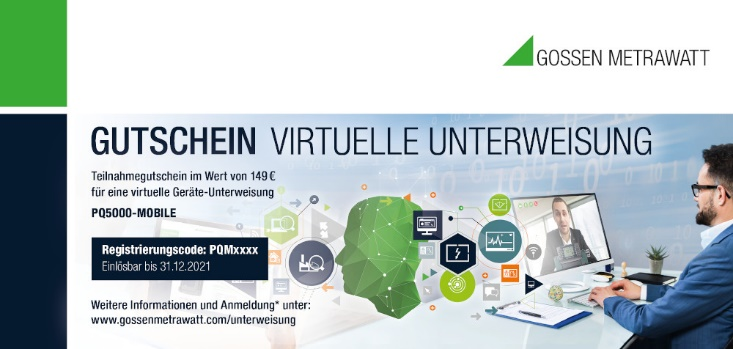 GOSSEN METRAWATT
GUTSCHEIN VIRTUELLE UNTERWEISUNG
Teilnahmegutschein im Wert von 149 €
für eine virtuelle Geräte-Unterweisung
PQ5000-MOBILE
Registrierungscode: PQMxxxx
Einlösbar bis 31.12.2021
Weitere Informationen und Anmeldung* unter:
www.gossenmetrawatt.com/unterweisung